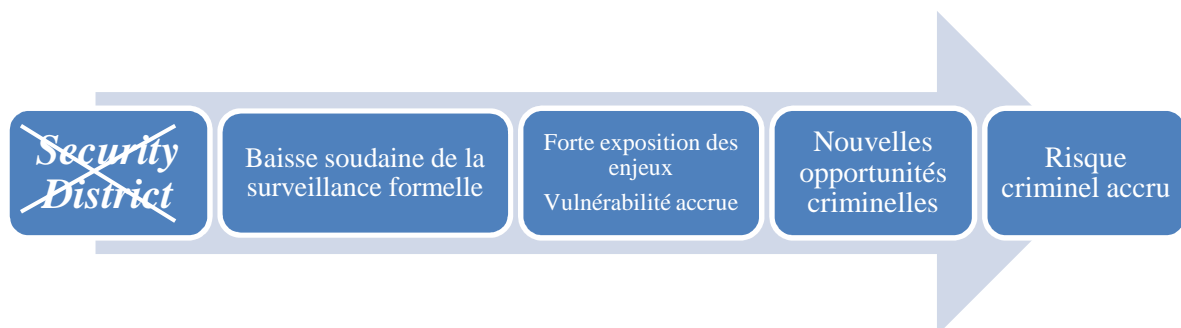 Security
District
Baisse soudaine de la
surveillance formelle
Forte exposition des
enjeux
Vulnérabilité accrue
Nouvelles
opportunités
criminelles
Risque
criminel accru